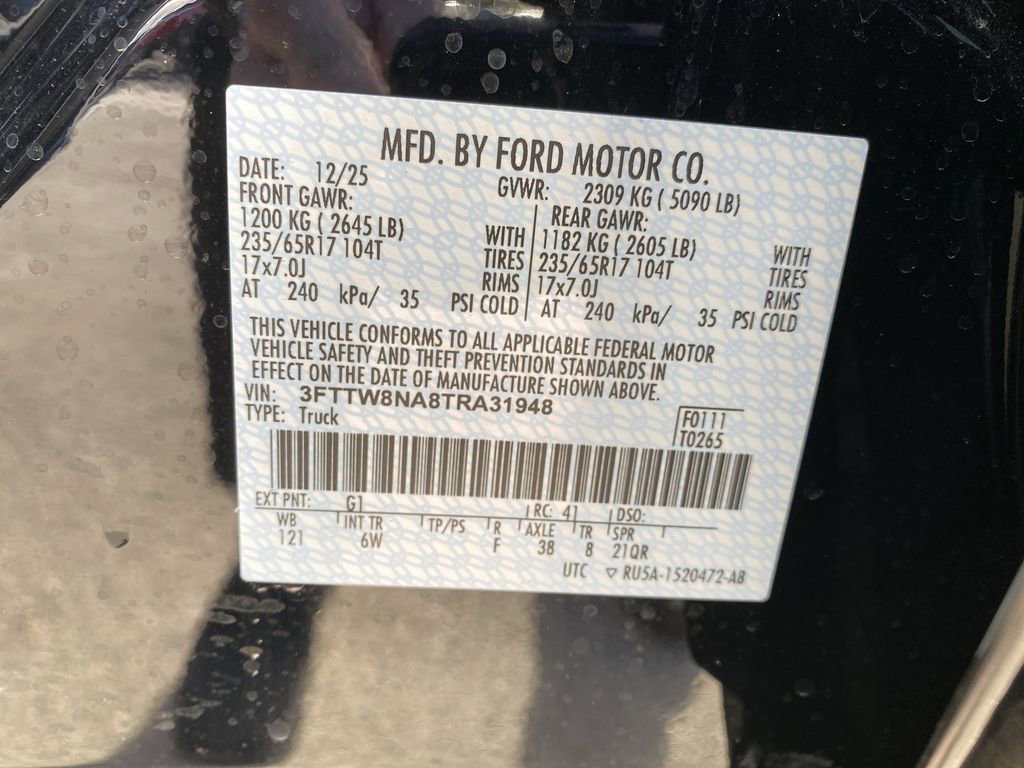 MFD. BY FORD MOTOR CO.
DATE: 12/25 GVWR: 2309 KG ( 5090 LB)
FRONT GAWR: REAR GAWR:
1200 KG ( 2645 LB) WITH 1182 KG ( 2605 LB) WITH
235/65R17 104T TIRES 235/65R17 104T TIRES
17x7.0J RIMS 17x7.0J RIMS
AT 240 kPa/ 35 PSI COLD AT 240 kPa/ 35 PSI COLD
THIS VEHICLE CONFORMS TO ALL APPLICABLE FEDERAL MOTOR
VEHICLE SAFETY AND THEFT PREVENTION STANDARDS IN
EFFECT ON THE DATE OF MANUFACTURE SHOWN ABOVE.
VIN: 3FTTW8NA8TRA31948
TYPE: Truck F0111
T0265
EXT PNT: G1 RC: 41 DSO:
WB INT TR TP/PS R AXLE TR SPR
121 6W F 38 8 21QR
UTC ▽ RU5A-1520472-AB